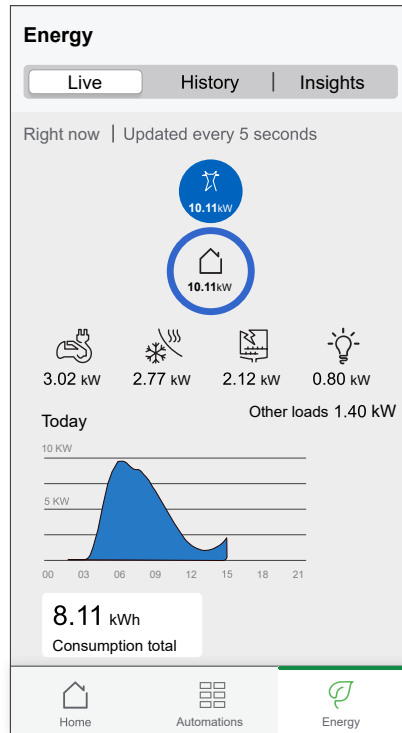 Energy
Live History Insights
Right now | Updated every 5 seconds
10.11kW
10.11kW
3.02 kW 2.77 kW 2.12 kW 0.80 kW
Today
Other loads 1.40 kW
10 KW
5 KW
00 03 06 09 12 15 18 21
8.11 kWh
Consumption total
Home Automations Energy